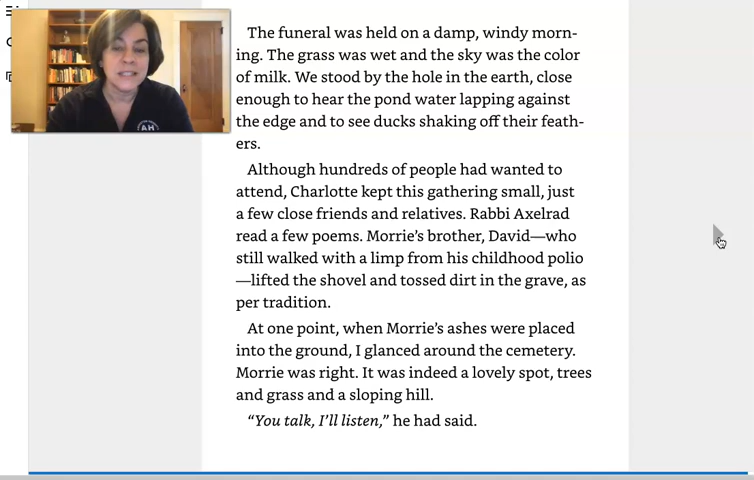 The funeral was held on a damp, windy morn-
ing. The grass was wet and the sky was the color
of milk. We stood by the hole in the earth, close
enough to hear the pond water lapping against
the edge and to see ducks shaking off their feath-
ers.
Although hundreds of people had wanted to
attend, Charlotte kept this gathering small, just
a few close friends and relatives. Rabbi Axelrad
read a few poems. Morrie’s brother, David—who
still walked with a limp from his childhood polio
—lifted the shovel and tossed dirt in the grave, as
per tradition.
At one point, when Morrie’s ashes were placed
into the ground, I glanced around the cemetery.
Morrie was right. It was indeed a lovely spot, trees
and grass and a sloping hill.
“You talk, I’ll listen,” he had said.
AH